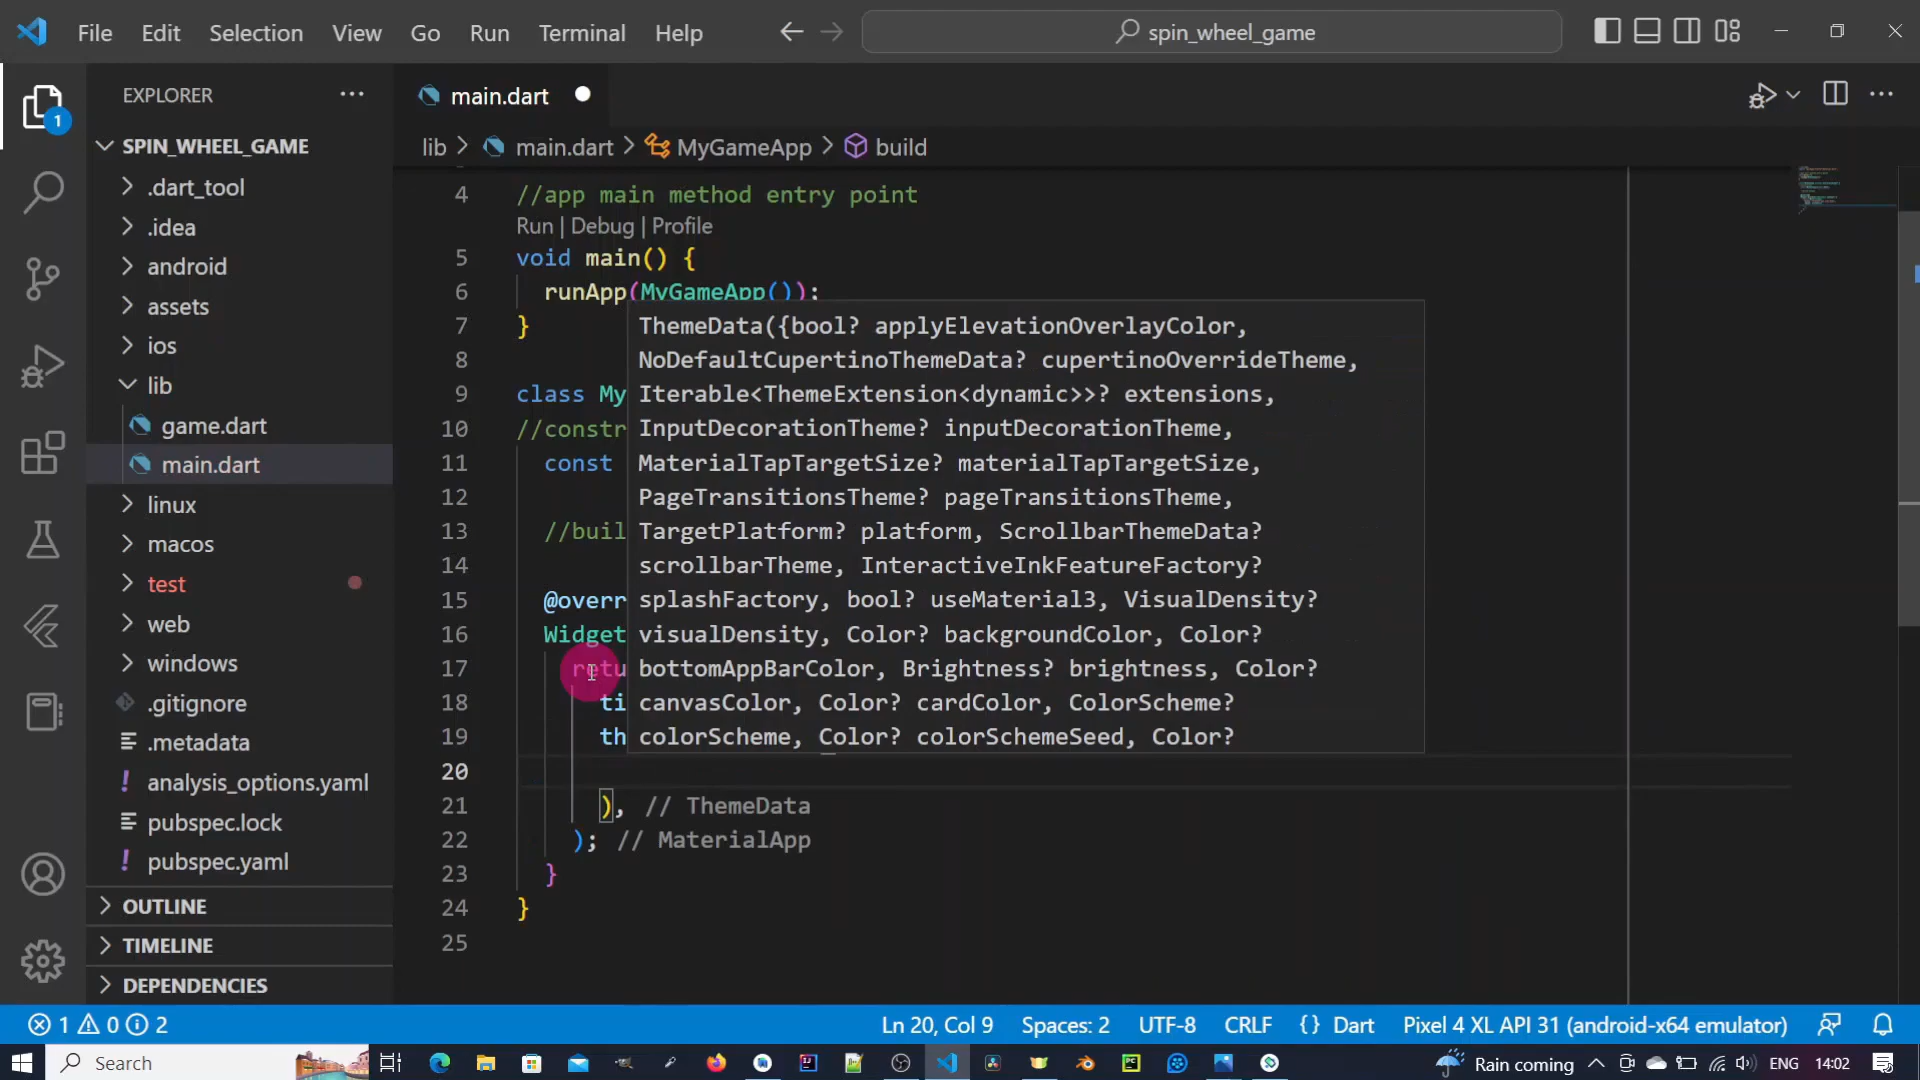 File Edit Selection View Go Run Terminal Help
spin_wheel_game
EXPLORER
main.dart
SPIN_WHEEL_GAME
.dart_tool
.idea
android
assets
ios
lib
game.dart
main.dart
linux
macos
test
web
windows
.gitignore
.metadata
analysis_options.yaml
pubspec.lock
pubspec.yaml
OUTLINE
TIMELINE
DEPENDENCIES
1
lib > main.dart > MyGameApp > build
4 //app main method entry point
Run | Debug | Profile
5 void main() {
6 runApp(MyGameApp());
7 }
8
9 class My
10 //constr
11 const
12
13 //buil
14
15 @overr
16 Widget
17 retu
18 ti
19 th
20
21 ), // ThemeData
22 ); // MaterialApp
23 }
24 }
25
ThemeData({bool? applyElevationOverlayColor,
NoDefaultCupertinoThemeData? cupertinoOverrideTheme,
Iterable<ThemeExtension<dynamic>>? extensions,
InputDecorationTheme? inputDecorationTheme,
MaterialTapTargetSize? materialTapTargetSize,
PageTransitionsTheme? pageTransitionsTheme,
TargetPlatform? platform, ScrollbarThemeData?
scrollbarTheme, InteractiveInkFeatureFactory?
splashFactory, bool? useMaterial3, VisualDensity?
visualDensity, Color? backgroundColor, Color?
bottomAppBarColor, Brightness? brightness, Color?
canvasColor, Color? cardColor, ColorScheme?
colorScheme, Color? colorSchemeSeed, Color?
1 0 2 Ln 20, Col 9 Spaces: 2 UTF-8 CRLF {} Dart Pixel 4 XL API 31 (android-x64 emulator)
Search Rain coming ENG 14:02